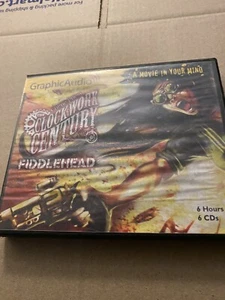 GraphicAudio
A MOVIE IN YOUR MIND
CLOCKWORK
CENTURY
FIDDLEHEAD
6 Hours
6 CDs